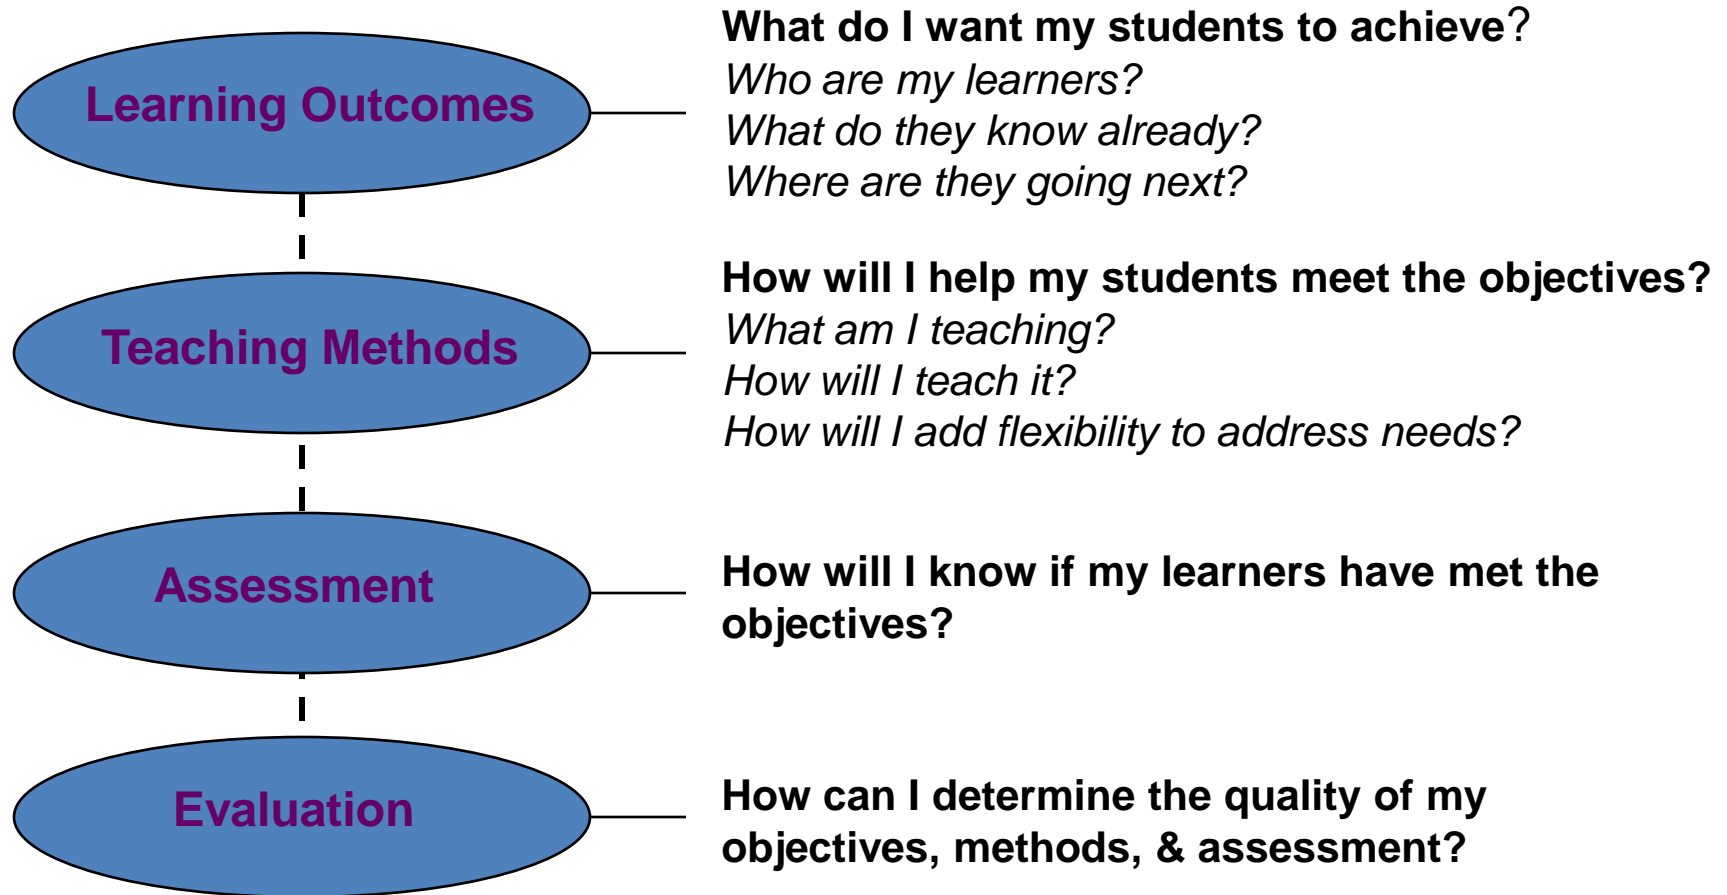 Learning Outcomes
What do I want my students to achieve?
Who are my learners?
What do they know already?
Where are they going next?
Teaching Methods
How will I help my students meet the objectives?
What am I teaching?
How will I teach it?
How will I add flexibility to address needs?
Assessment
How will I know if my learners have met the
objectives?
Evaluation
How can I determine the quality of my
objectives, methods, & assessment?